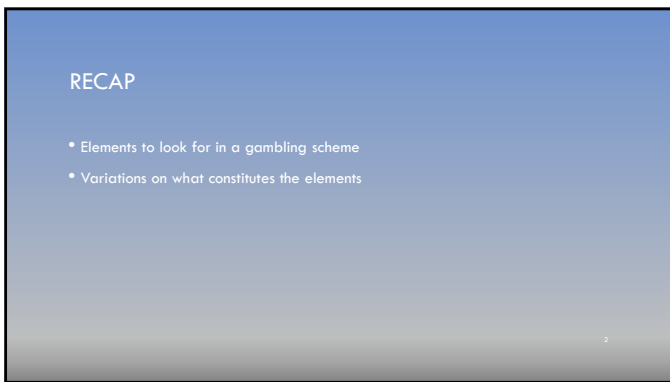 RECAP
• Elements to look for in a gambling scheme
• Variations on what constitutes the elements
2